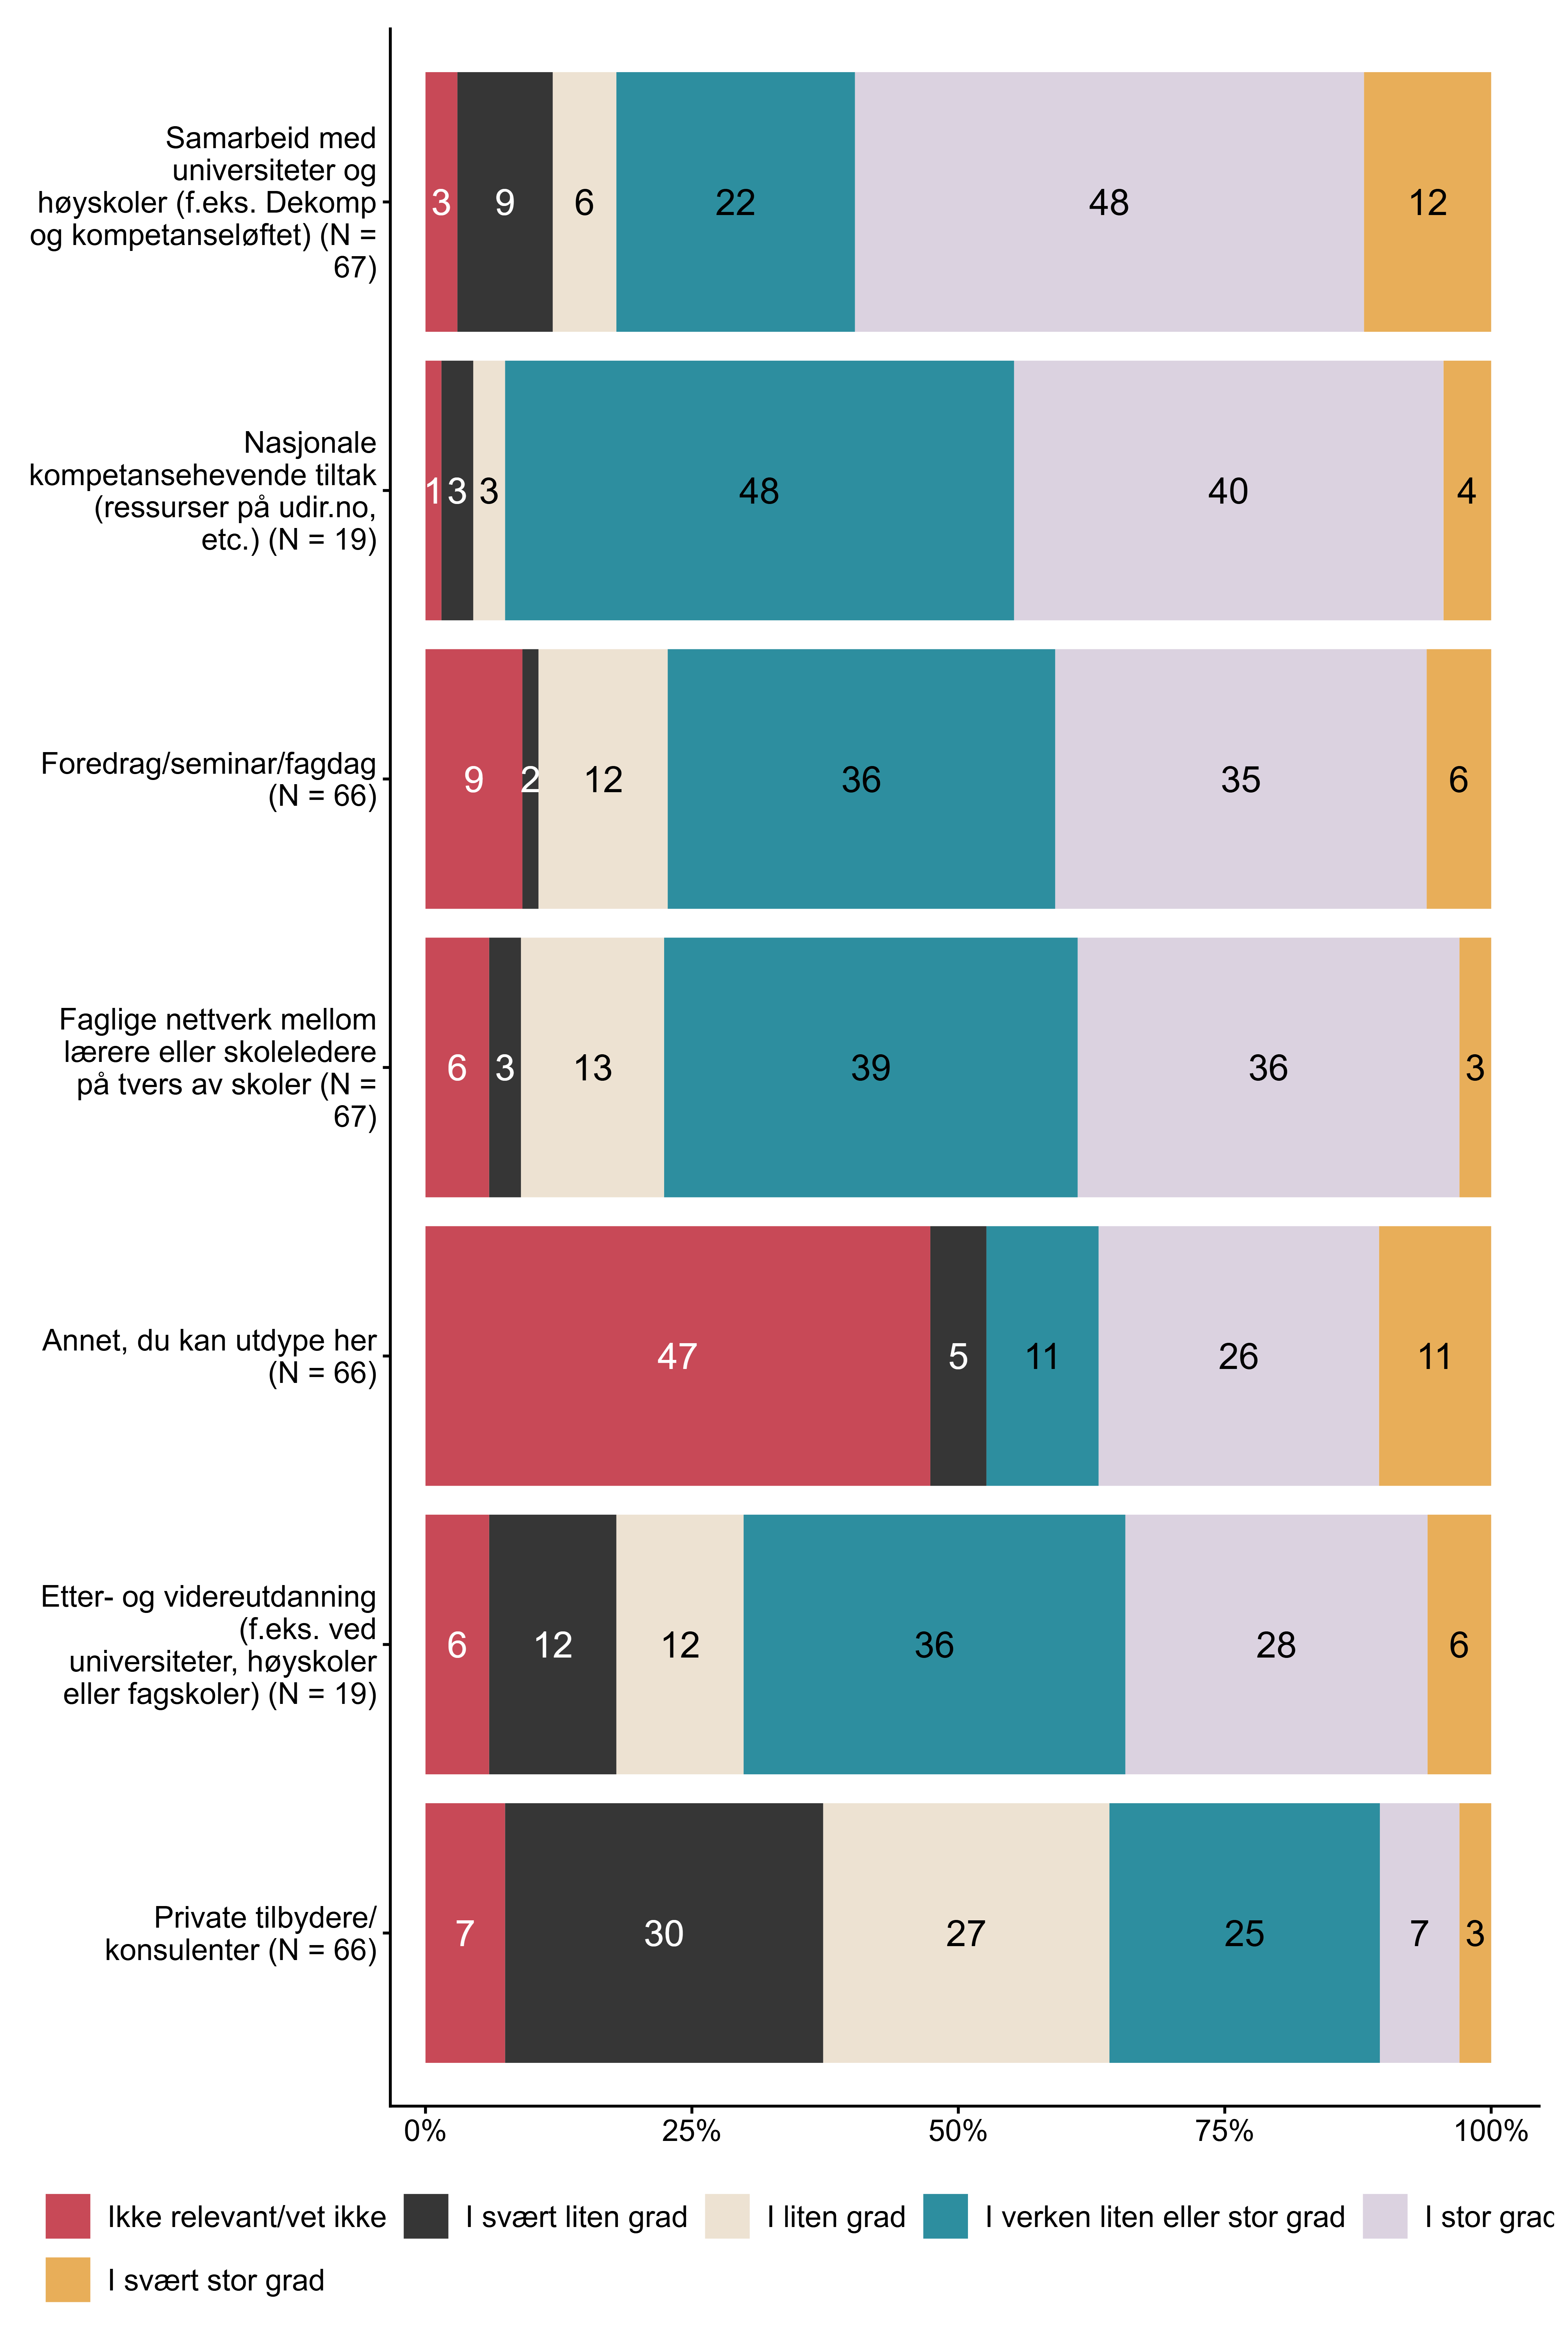 Samarbeid med
universiteter og
høyskoler (f.eks. Dekomp
og kompetanseløftet) (N =
67)
3 9 6 22 48 12
Nasjonale
kompetansehevende tiltak
(ressurser på udir.no,
etc.) (N = 19)
1 3 3 48 40 4
Foredrag/seminar/fagdag
(N = 66)
9 2 12 36 35 6
Faglige nettverk mellom
lærere eller skoleledere
på tvers av skoler (N =
67)
6 3 13 39 36 3
Annet, du kan utdype her
(N = 66)
47 5 11 26 11
Etter- og videreutdanning
(f.eks. ved
universiteter, høyskoler
eller fagskoler) (N = 19)
6 12 12 36 28 6
Private tilbydere/
konsulenter (N = 66)
7 30 27 25 7 3
0% 25% 50% 75% 100%
Ikke relevant/vet ikke I svært liten grad I liten grad I verken liten eller stor grad I stor grad
I svært stor grad